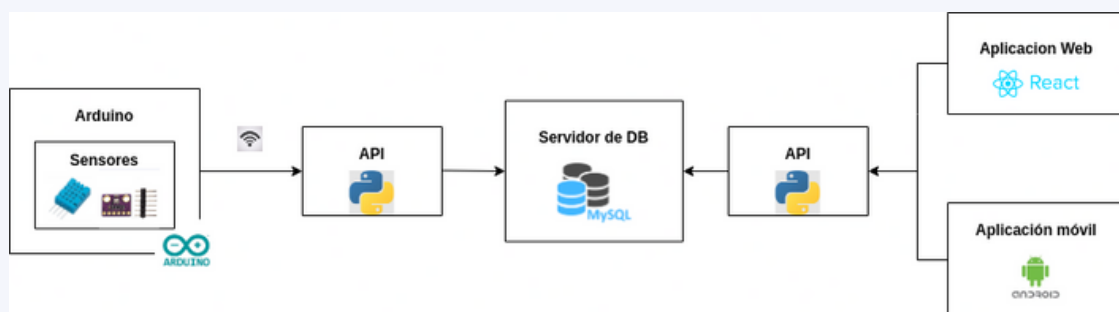 Arduino
Sensores
ARDUINO
API
Servidor de DB
MySQL
API
Aplicacion Web
React
Aplicación móvil
ANDROID